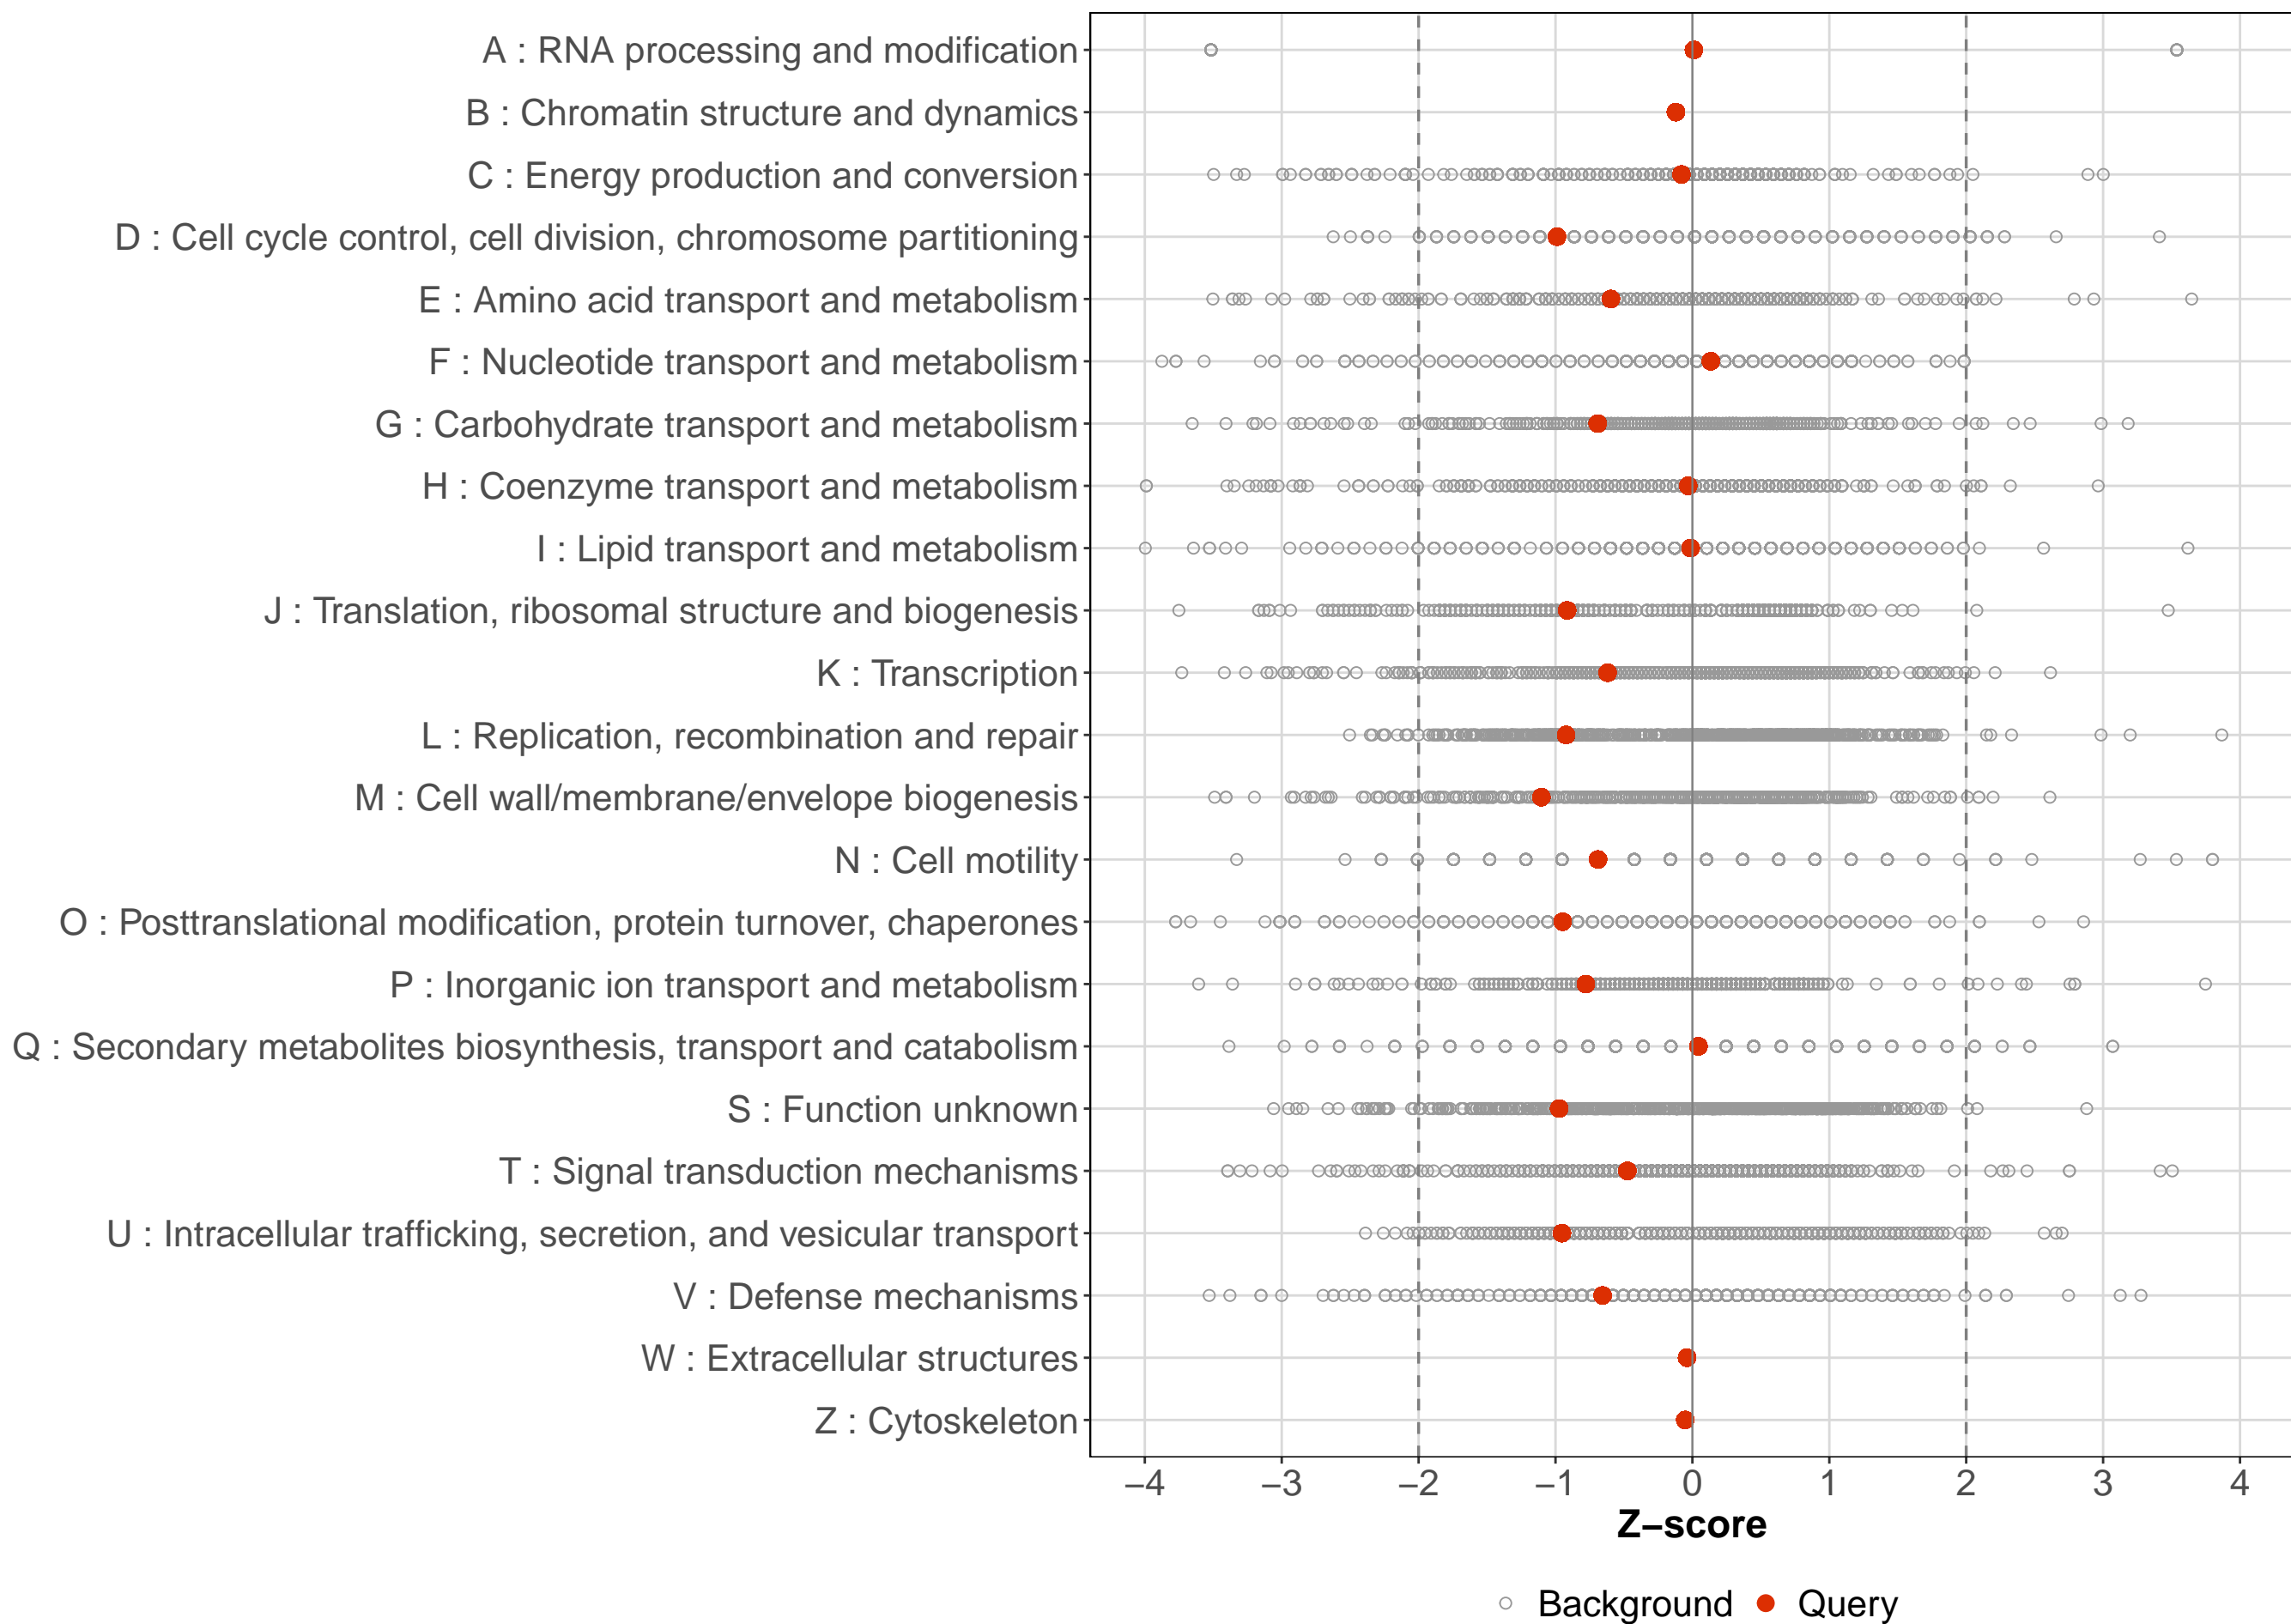 A : RNA processing and modification
B : Chromatin structure and dynamics
C : Energy production and conversion
D : Cell cycle control, cell division, chromosome partitioning
E : Amino acid transport and metabolism
F : Nucleotide transport and metabolism
G : Carbohydrate transport and metabolism
H : Coenzyme transport and metabolism
I : Lipid transport and metabolism
J : Translation, ribosomal structure and biogenesis
K : Transcription
L : Replication, recombination and repair
M : Cell wall/membrane/envelope biogenesis
N : Cell motility
O : Posttranslational modification, protein turnover, chaperones
P : Inorganic ion transport and metabolism
Q : Secondary metabolites biosynthesis, transport and catabolism
S : Function unknown
T : Signal transduction mechanisms
U : Intracellular trafficking, secretion, and vesicular transport
V : Defense mechanisms
W : Extracellular structures
Z : Cytoskeleton
−4 −3 −2 −1 0 1 2 3 4
Z−score
Background Query